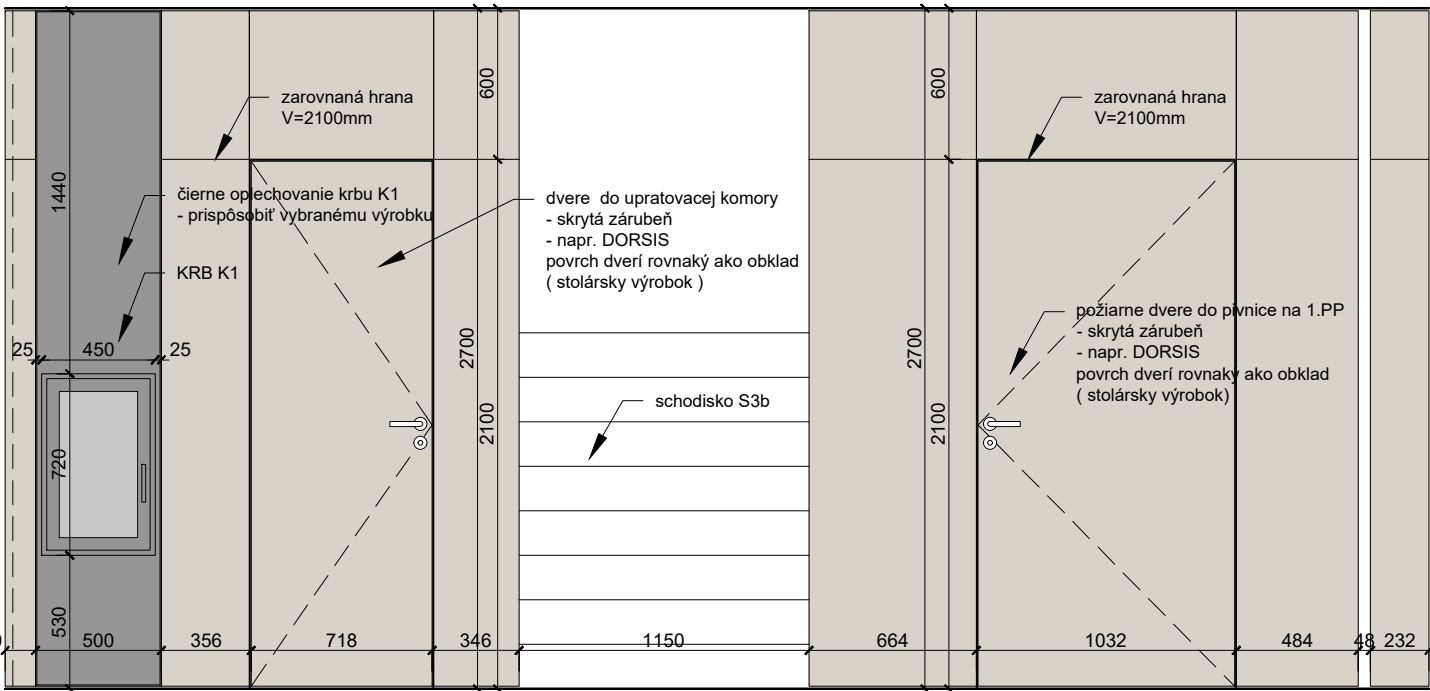 zarovnaná hrana
V=2100mm
čierne oplechovanie krbu K1
- prispôsobiť vybranému výrobku
KRB K1
dvere do upratovacej komory
- skrytá zárubeň
- napr. DORSIS
povrch dverí rovnaký ako obklad
( stolársky výrobok )
schodisko S3b
zarovnaná hrana
V=2100mm
požiarne dvere do pivnice na 1.PP
- skrytá zárubeň
- napr. DORSIS
povrch dverí rovnaký ako obklad
( stolársky výrobok)
1440
720
530
25
450
25
600
2700
2100
600
2700
2100
500
356
718
346
1150
664
1032
484
48
232